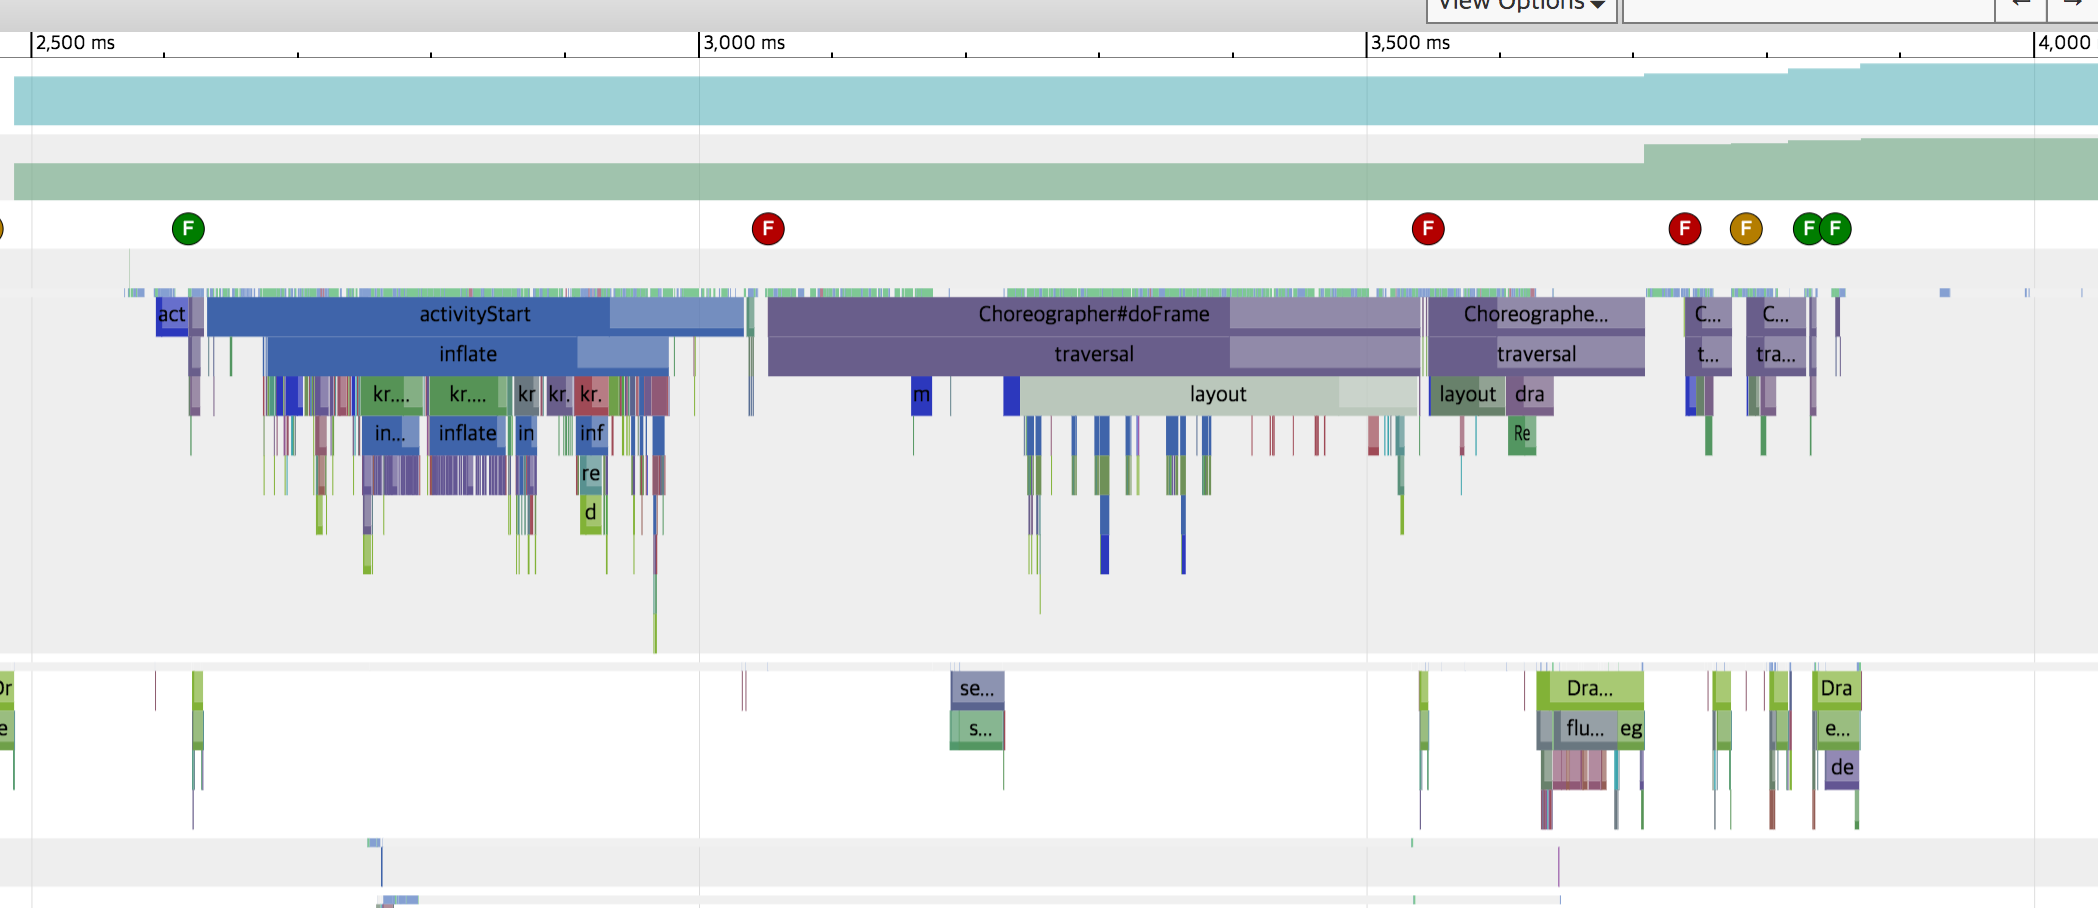 View Options
← →
2,500 ms 3,000 ms 3,500 ms 4,000
F F F F F F F
act activityStart Choreographer#doFrame Choreographe... C... C...
inflate traversal traversal t... tra...
kr.... kr.... kr kr. kr. m layout layout dra
in... inflate in inf Re
re
d
se... Dra... Dra
e s... flu... eg e...
de